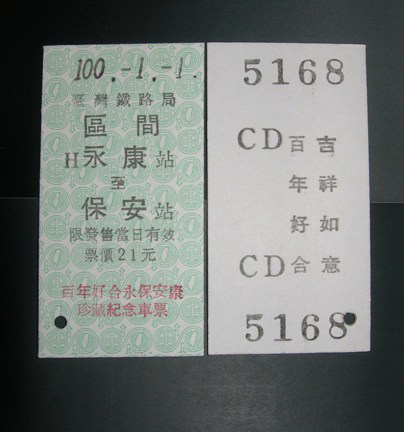 100.-1.-1.
臺灣鐵路局
區間
H永康站
至
保安站
限發售當日有效
票價21元
百年好合永保安康
珍藏紀念車票
5168
CD百年好合 CD
吉祥如意
5168